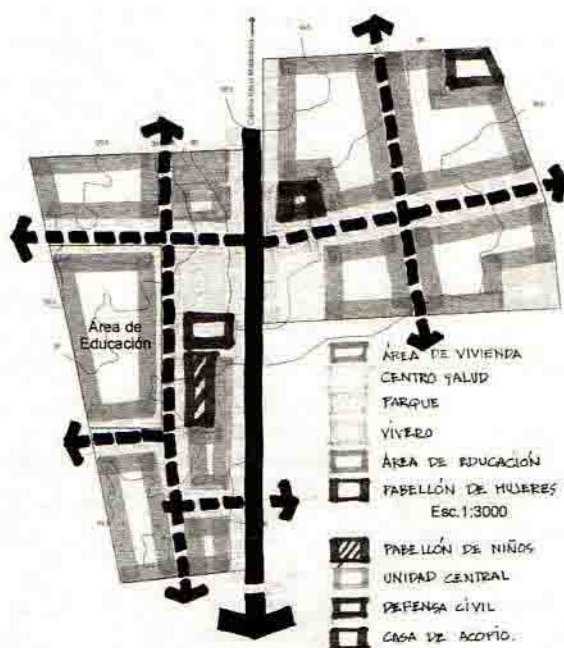 Área de
Educación
ÁREA DE VIVIENDA
CENTRO SALUD
PARQUE
VIVERO
ÁREA DE EDUCACIÓN
PABELLÓN DE MUJERES
Esc.1:3000
PABELLÓN DE NIÑOS
UNIDAD CENTRAL
DEFENSA CIVIL
CASA DE ACOPIO.